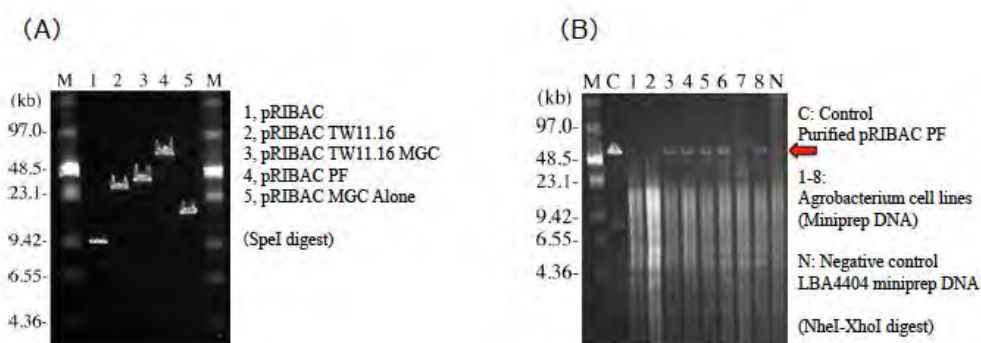 (A)
M 1 2 3 4 5 M
(kb)
97.0-
48.5-
23.1-
9.42-
6.55-
4.36-
1, pRIBAC
2, pRIBAC TW11.16
3, pRIBAC TW11.16 MGC
4, pRIBAC PF
5, pRIBAC MGC Alone
(SpeI digest)
(B)
M C 1 2 3 4 5 6 7 8 N
(kb)
97.0-
48.5-
23.1-
9.42-
6.55-
4.36-
C: Control
Purified pRIBAC PF
1-8:
Agrobacterium cell lines
(Miniprep DNA)
N: Negative control
LBA4404 miniprep DNA
(NheI-XhoI digest)